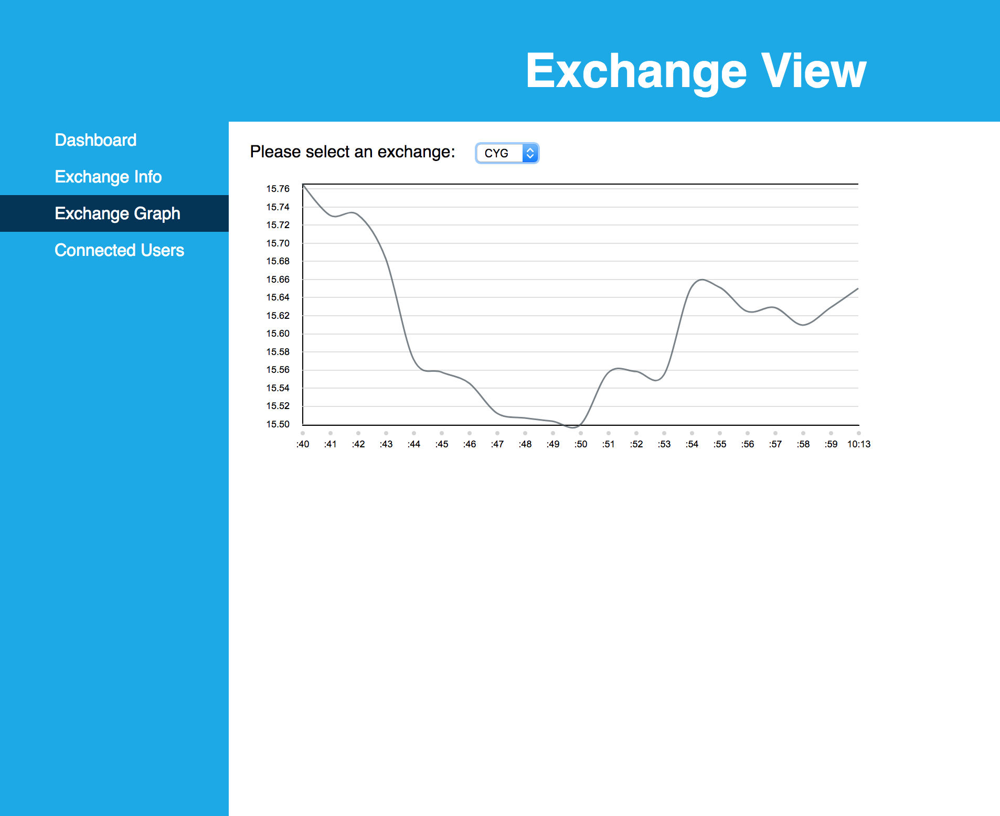 Exchange View
Dashboard
Exchange Info
Exchange Graph
Connected Users
Please select an exchange: CYG
15.76
15.74
15.72
15.70
15.68
15.66
15.64
15.62
15.60
15.58
15.56
15.54
15.52
15.50
:40 :41 :42 :43 :44 :45 :46 :47 :48 :49 :50 :51 :52 :53 :54 :55 :56 :57 :58 :59 10:13